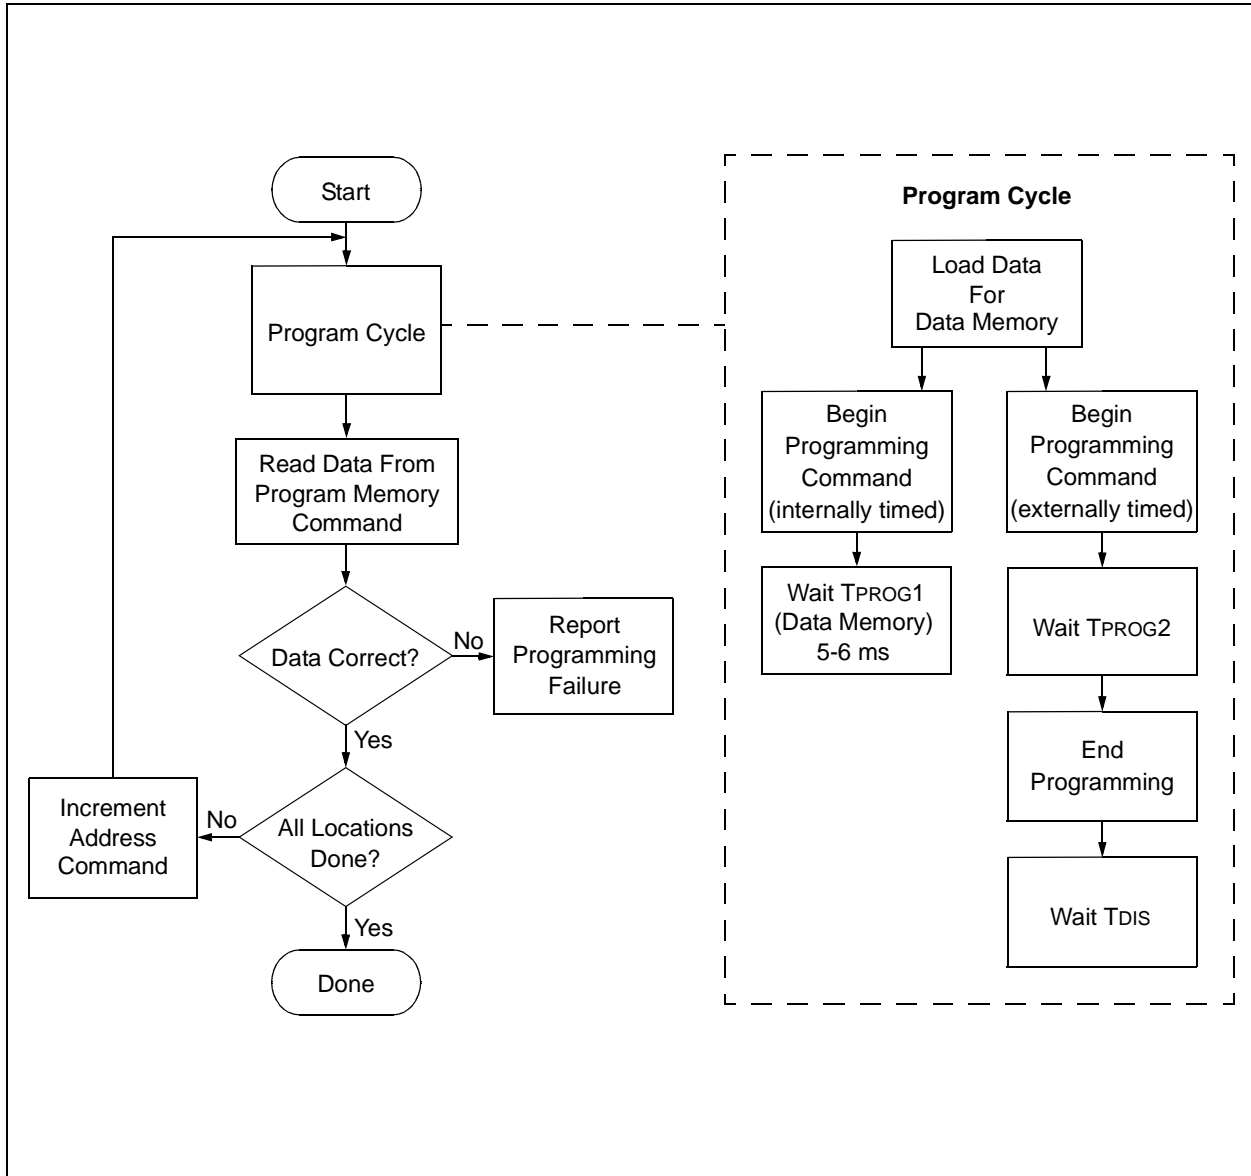 Start
Program Cycle
Read Data From
Program Memory
Command
Data Correct?
No
Report
Programming
Failure
Yes
All Locations
Done?
No
Increment
Address
Command
Yes
Done
Program Cycle
Load Data
For
Data Memory
Begin
Programming
Command
(internally timed)
Wait TPROG1
(Data Memory)
5-6 ms
Begin
Programming
Command
(externally timed)
Wait TPROG2
End
Programming
Wait TDIS